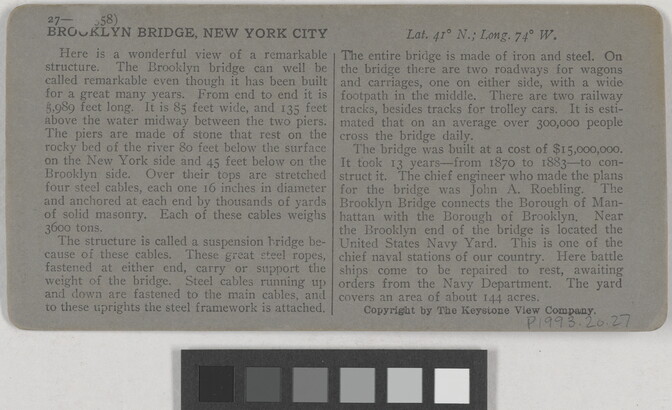 27— 58)
BROOKLYN BRIDGE, NEW YORK CITY
Lat. 41° N.; Long. 74° W.
Here is a wonderful view of a remarkable
structure. The Brooklyn bridge can well be
called remarkable even though it has been built
for a great many years. From end to end it is
5,989 feet long. It is 85 feet wide, and 135 feet
above the water midway between the two piers.
The piers are made of stone that rest on the
rocky bed of the river 80 feet below the surface
on the New York side and 45 feet below on the
Brooklyn side. Over their tops are stretched
four steel cables, each one 16 inches in diameter
and anchored at each end by thousands of yards
of solid masonry. Each of these cables weighs
3600 tons.
The structure is called a suspension bridge be-
cause of these cables. These great steel ropes,
fastened at either end, carry or support the
weight of the bridge. Steel cables running up
and down are fastened to the main cables, and
to these uprights the steel framework is attached.
The entire bridge is made of iron and steel. On
the bridge there are two roadways for wagons
and carriages, one on either side, with a wide
footpath in the middle. There are two railway
tracks, besides tracks for trolley cars. It is esti-
mated that on an average over 300,000 people
cross the bridge daily.
The bridge was built at a cost of $15,000,000.
It took 13 years—from 1870 to 1883—to con-
struct it. The chief engineer who made the plans
for the bridge was John A. Roebling. The
Brooklyn Bridge connects the Borough of Man-
hattan with the Borough of Brooklyn. Near
the Brooklyn end of the bridge is located the
United States Navy Yard. This is one of the
chief naval stations of our country. Here battle
ships come to be repaired to rest, awaiting
orders from the Navy Department. The yard
covers an area of about 144 acres.
Copyright by The Keystone View Company.
P1993.20.27